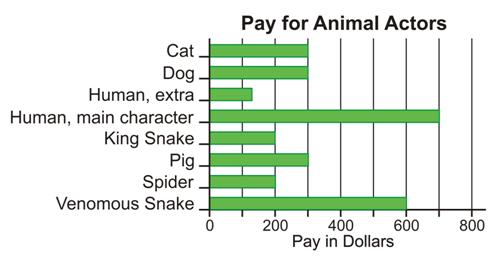 Pay for Animal Actors
Cat
Dog
Human, extra
Human, main character
King Snake
Pig
Spider
Venomous Snake
0 200 400 600 800
Pay in Dollars